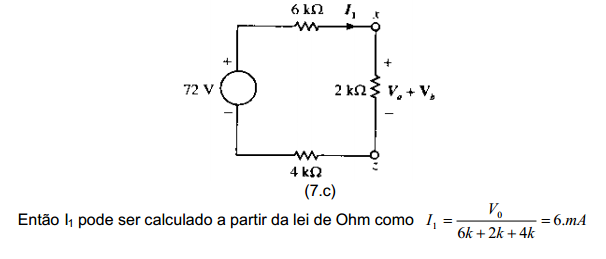 6 kΩ I₁ x
+ +
72 V 2 kΩ Vₐ + V_b
− −
4 kΩ
(7.c)
Então I₁ pode ser calculado a partir da lei de Ohm como I₁ = V₀ / (6k + 2k + 4k) = 6.mA